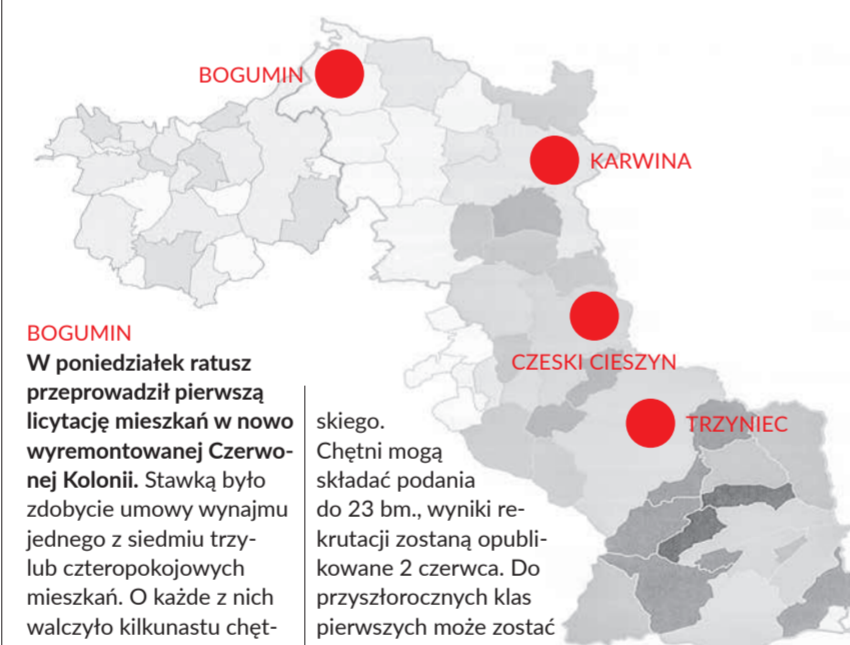 BOGUMIN
KARWINA
CZESKI CIESZYN
TRZYNIEC
BOGUMIN
W poniedziałek ratusz
przeprowadził pierwszą
licytację mieszkań w nowo
wyremontowanej Czerwo-
nej Kolonii. Stawką było
zdobycie umowy wynajmu
jednego z siedmiu trzy-
lub czteropokojowych
mieszkań. O każde z nich
walczyło kilkunastu chęt-
skiego.
Chętni mogą
składać podania
do 23 bm., wyniki re-
krutacji zostaną opubli-
kowane 2 czerwca. Do
przyszłorocznych klas
pierwszych może zostać